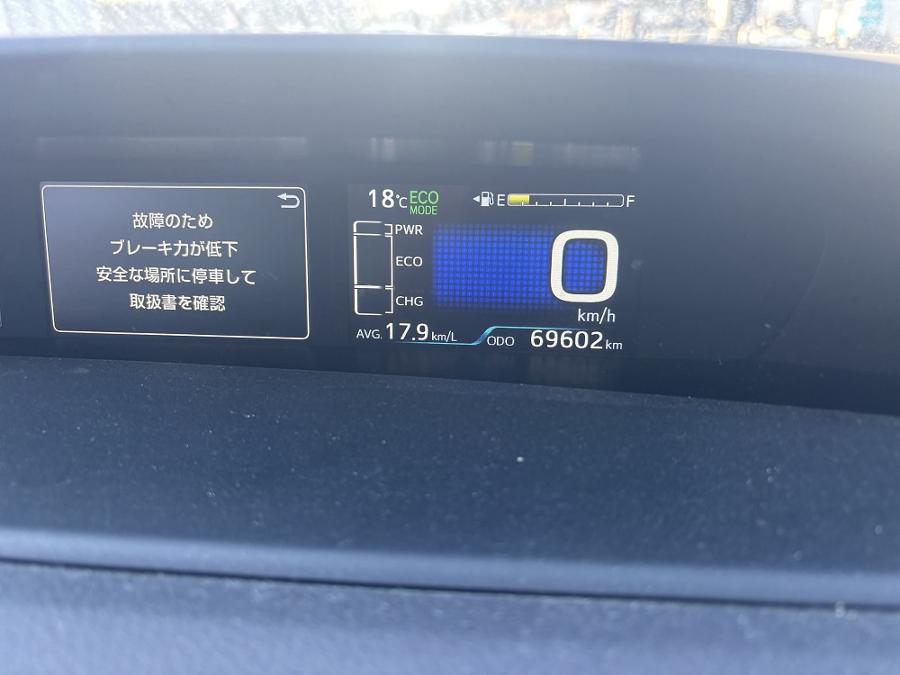 故障のため
ブレーキ力が低下
安全な場所に停車して
取扱書を確認
18℃ ECO MODE
E F
PWR
ECO
CHG
0
km/h
AVG. 17.9 km/L ODO 69602 km